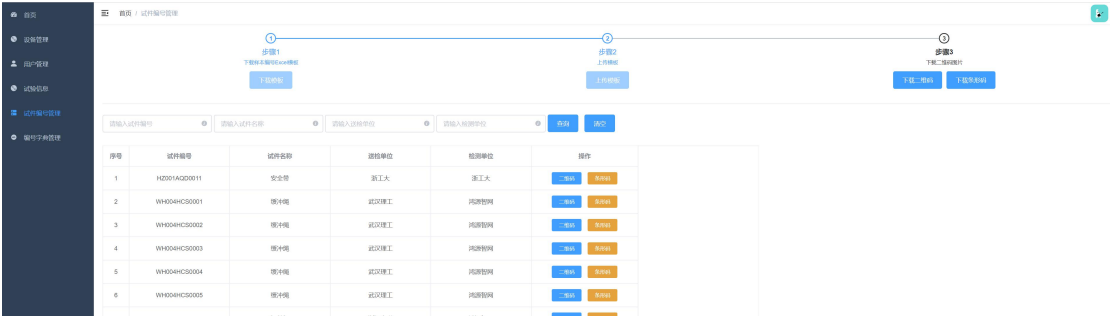 首页
设备管理
用户管理
试验信息
试件编号管理
编号字典管理
首页 / 试件编号管理
1 2 3
步骤1 步骤2 步骤3
下载样本编号Excel模板 上传模板 下载二维码图片
下载模板 上传模板 下载二维码 下载条形码
请输入试件编号 请输入试件名称 请输入送检单位 请输入检测单位 查询 清空
序号 试件编号 试件名称 送检单位 检测单位 操作
1 HZ001AQD0011 安全带 浙工大 浙工大 二维码 条形码
2 WH004HCS0001 缓冲绳 武汉理工 鸿源智网 二维码 条形码
3 WH004HCS0002 缓冲绳 武汉理工 鸿源智网 二维码 条形码
4 WH004HCS0003 缓冲绳 武汉理工 鸿源智网 二维码 条形码
5 WH004HCS0004 缓冲绳 武汉理工 鸿源智网 二维码 条形码
6 WH004HCS0005 缓冲绳 武汉理工 鸿源智网 二维码 条形码